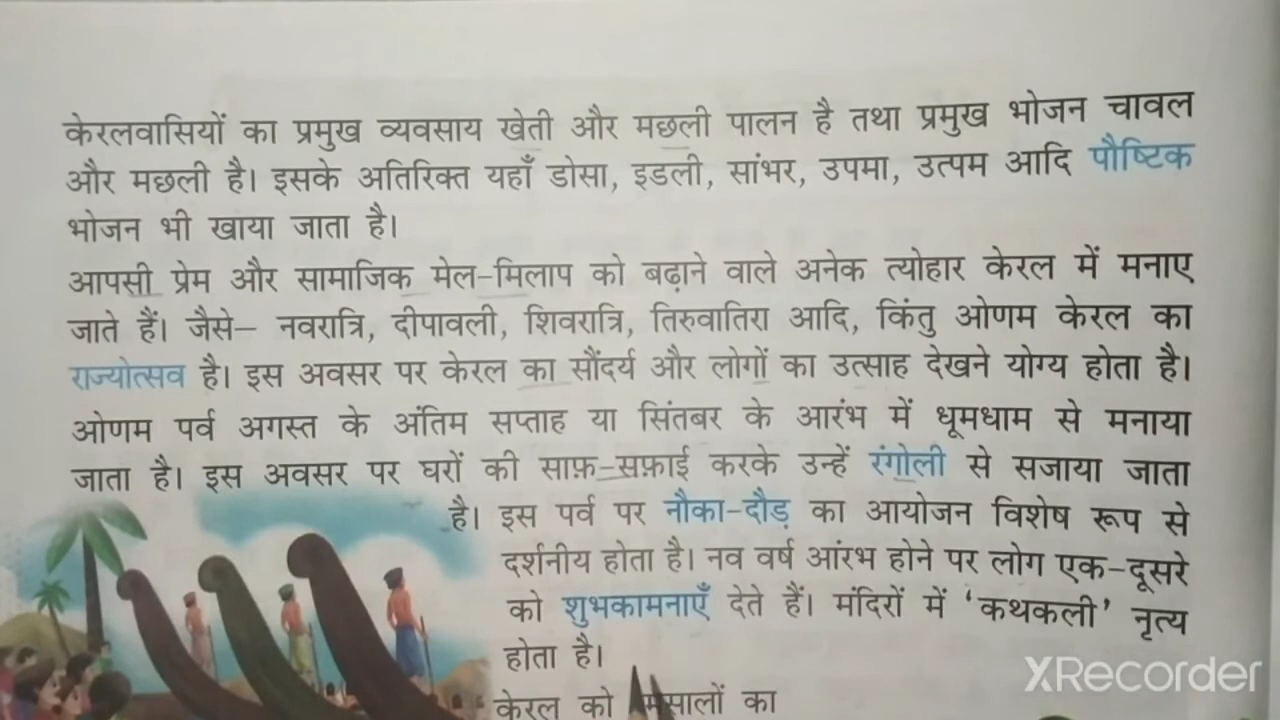 केरलवासियों का प्रमुख व्यवसाय खेती और मछली पालन है तथा प्रमुख भोजन चावल
और मछली है। इसके अतिरिक्त यहाँ डोसा, इडली, सांभर, उपमा, उत्पम आदि पौष्टिक
भोजन भी खाया जाता है।
आपसी प्रेम और सामाजिक मेल-मिलाप को बढ़ाने वाले अनेक त्योहार केरल में मनाए
जाते हैं। जैसे– नवरात्रि, दीपावली, शिवरात्रि, तिरुवातिरा आदि, किंतु ओणम केरल का
राज्योत्सव है। इस अवसर पर केरल का सौंदर्य और लोगों का उत्साह देखने योग्य होता है।
ओणम पर्व अगस्त के अंतिम सप्ताह या सिंतबर के आरंभ में धूमधाम से मनाया
जाता है। इस अवसर पर घरों की साफ़-सफ़ाई करके उन्हें रंगोली से सजाया जाता
है। इस पर्व पर नौका-दौड़ का आयोजन विशेष रूप से
दर्शनीय होता है। नव वर्ष आंरभ होने पर लोग एक-दूसरे
को शुभकामनाएँ देते हैं। मंदिरों में ‘कथकली’ नृत्य
होता है।
केरल को मसालों का
XRecorder